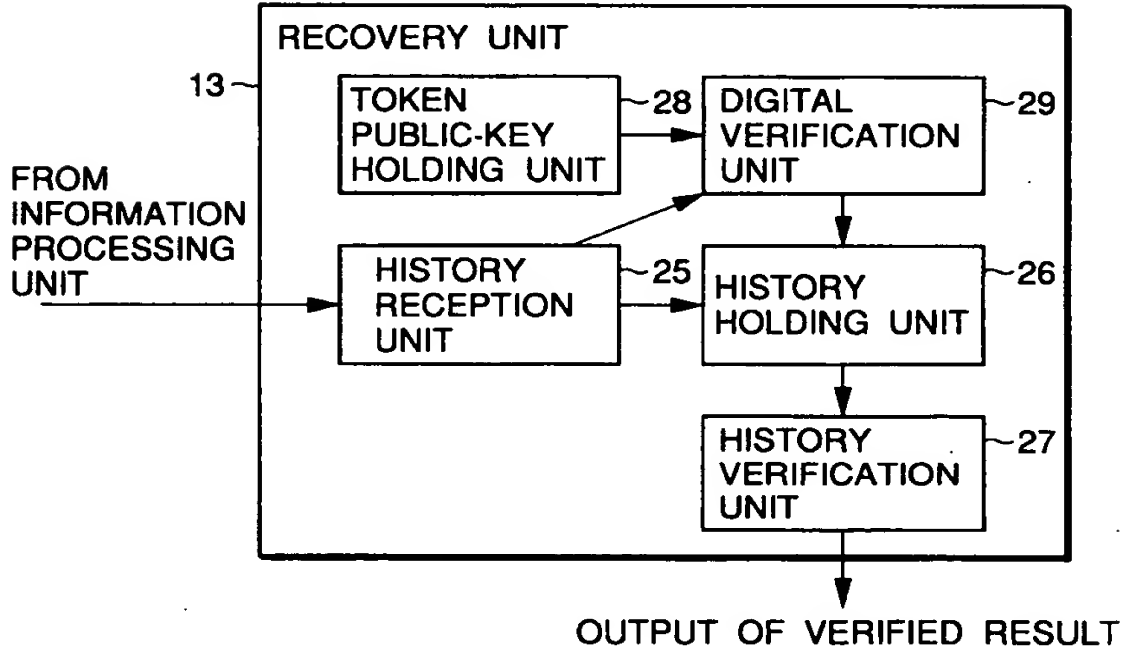 RECOVERY UNIT
13
TOKEN
PUBLIC-KEY
HOLDING UNIT
28
DIGITAL
VERIFICATION
UNIT
29
FROM
INFORMATION
PROCESSING
UNIT
HISTORY
RECEPTION
UNIT
25
HISTORY
HOLDING UNIT
26
HISTORY
VERIFICATION
UNIT
27
OUTPUT OF VERIFIED RESULT